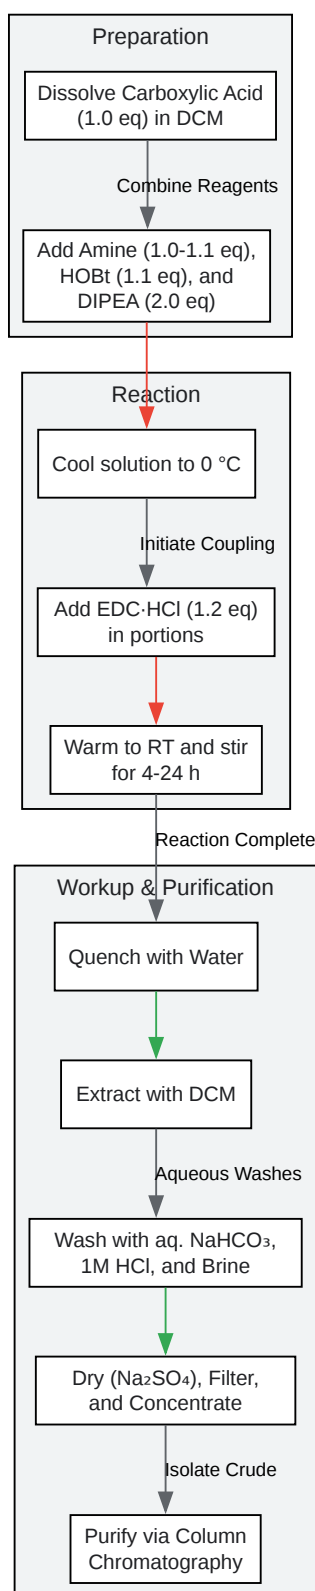 Preparation
Dissolve Carboxylic Acid
(1.0 eq) in DCM
Combine Reagents
Add Amine (1.0-1.1 eq),
HOBt (1.1 eq), and
DIPEA (2.0 eq)
Reaction
Cool solution to 0 °C
Initiate Coupling
Add EDC·HCl (1.2 eq)
in portions
Warm to RT and stir
for 4-24 h
Reaction Complete
Workup & Purification
Quench with Water
Extract with DCM
Aqueous Washes
Wash with aq. NaHCO₃,
1M HCl, and Brine
Dry (Na₂SO₄), Filter,
and Concentrate
Isolate Crude
Purify via Column
Chromatography